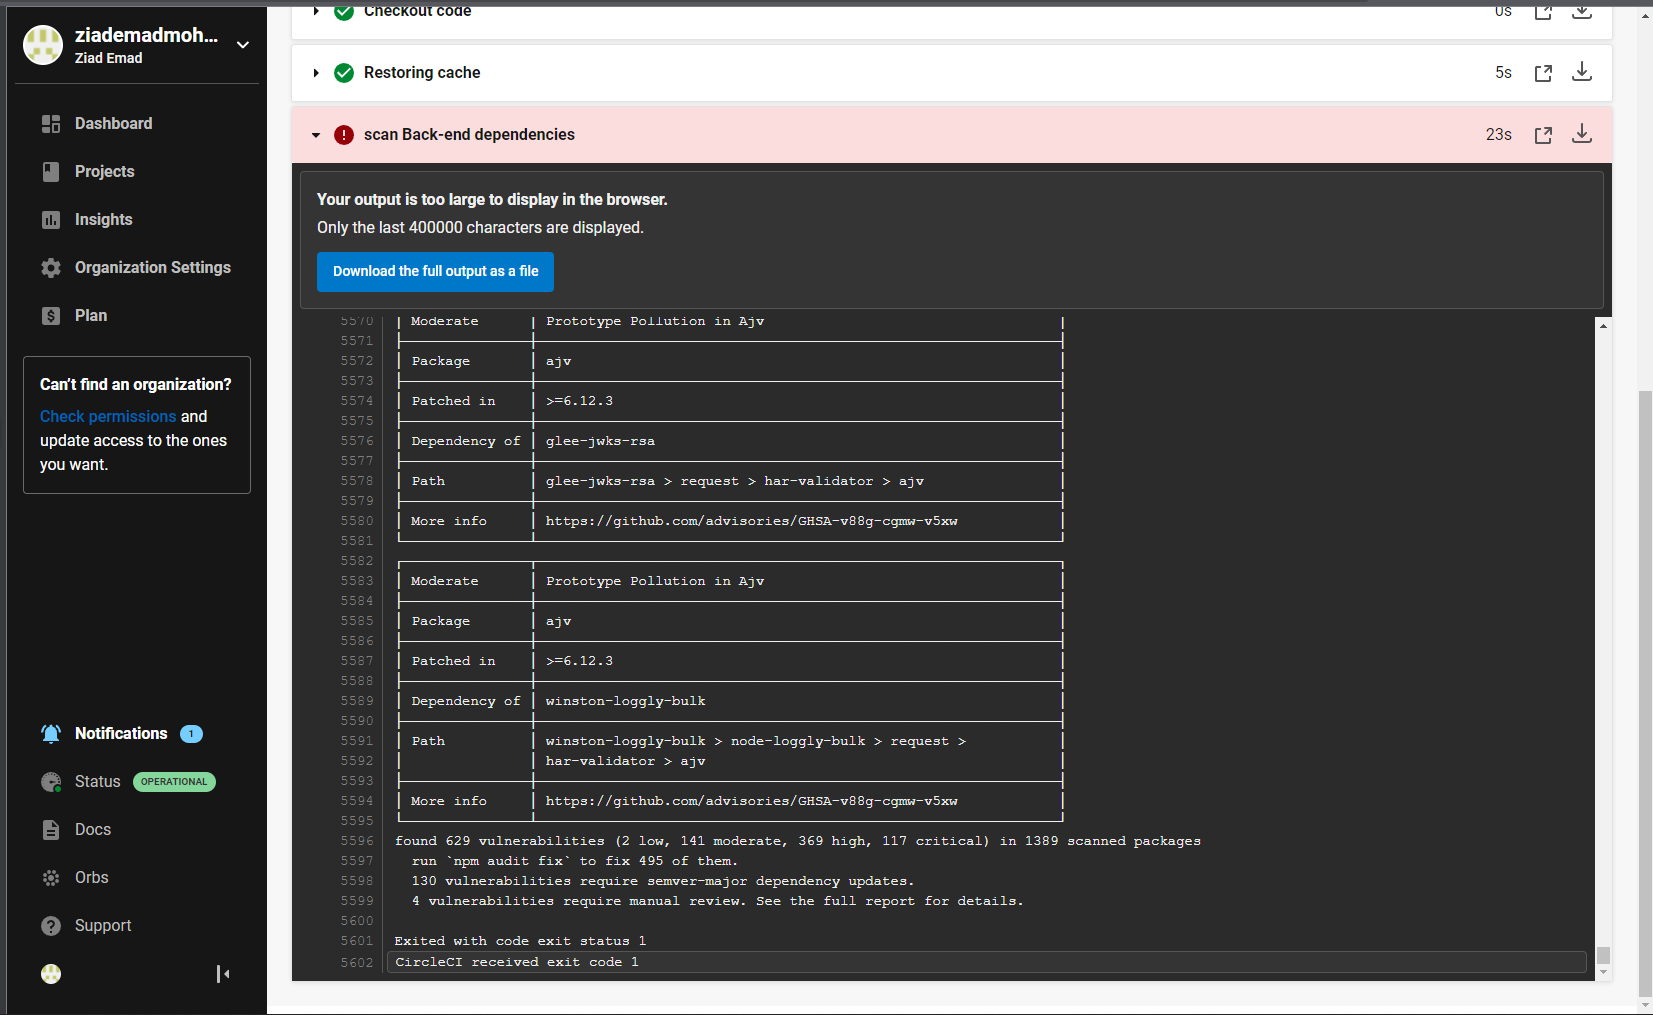 ziademadmoh...
Ziad Emad
Dashboard
Projects
Insights
Organization Settings
Plan
Can't find an organization?
Check permissions and
update access to the ones
you want.
Notifications 1
Status OPERATIONAL
Docs
Orbs
Support
Checkout code 0s
Restoring cache 5s
scan Back-end dependencies 23s
Your output is too large to display in the browser.
Only the last 400000 characters are displayed.
Download the full output as a file
5570 │ Moderate │ Prototype Pollution in Ajv │
5571
5572 │ Package │ ajv │
5573
5574 │ Patched in │ >=6.12.3 │
5575
5576 │ Dependency of │ glee-jwks-rsa │
5577
5578 │ Path │ glee-jwks-rsa > request > har-validator > ajv │
5579
5580 │ More info │ https://github.com/advisories/GHSA-v88g-cgmw-v5xw │
5581
5582
5583 │ Moderate │ Prototype Pollution in Ajv │
5584
5585 │ Package │ ajv │
5586
5587 │ Patched in │ >=6.12.3 │
5588
5589 │ Dependency of │ winston-loggly-bulk │
5590
5591 │ Path │ winston-loggly-bulk > node-loggly-bulk > request > │
5592 │ │ har-validator > ajv │
5593
5594 │ More info │ https://github.com/advisories/GHSA-v88g-cgmw-v5xw │
5595
5596 found 629 vulnerabilities (2 low, 141 moderate, 369 high, 117 critical) in 1389 scanned packages
5597 run `npm audit fix` to fix 495 of them.
5598 130 vulnerabilities require semver-major dependency updates.
5599 4 vulnerabilities require manual review. See the full report for details.
5600
5601 Exited with code exit status 1
5602 CircleCI received exit code 1